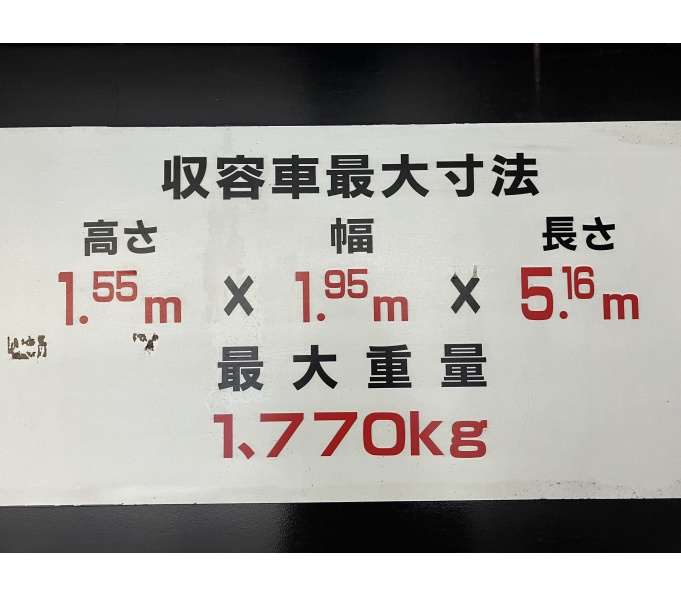 収容車最大寸法
高さ 幅 長さ
1.55m × 1.95m × 5.16m
最大重量
1,770kg